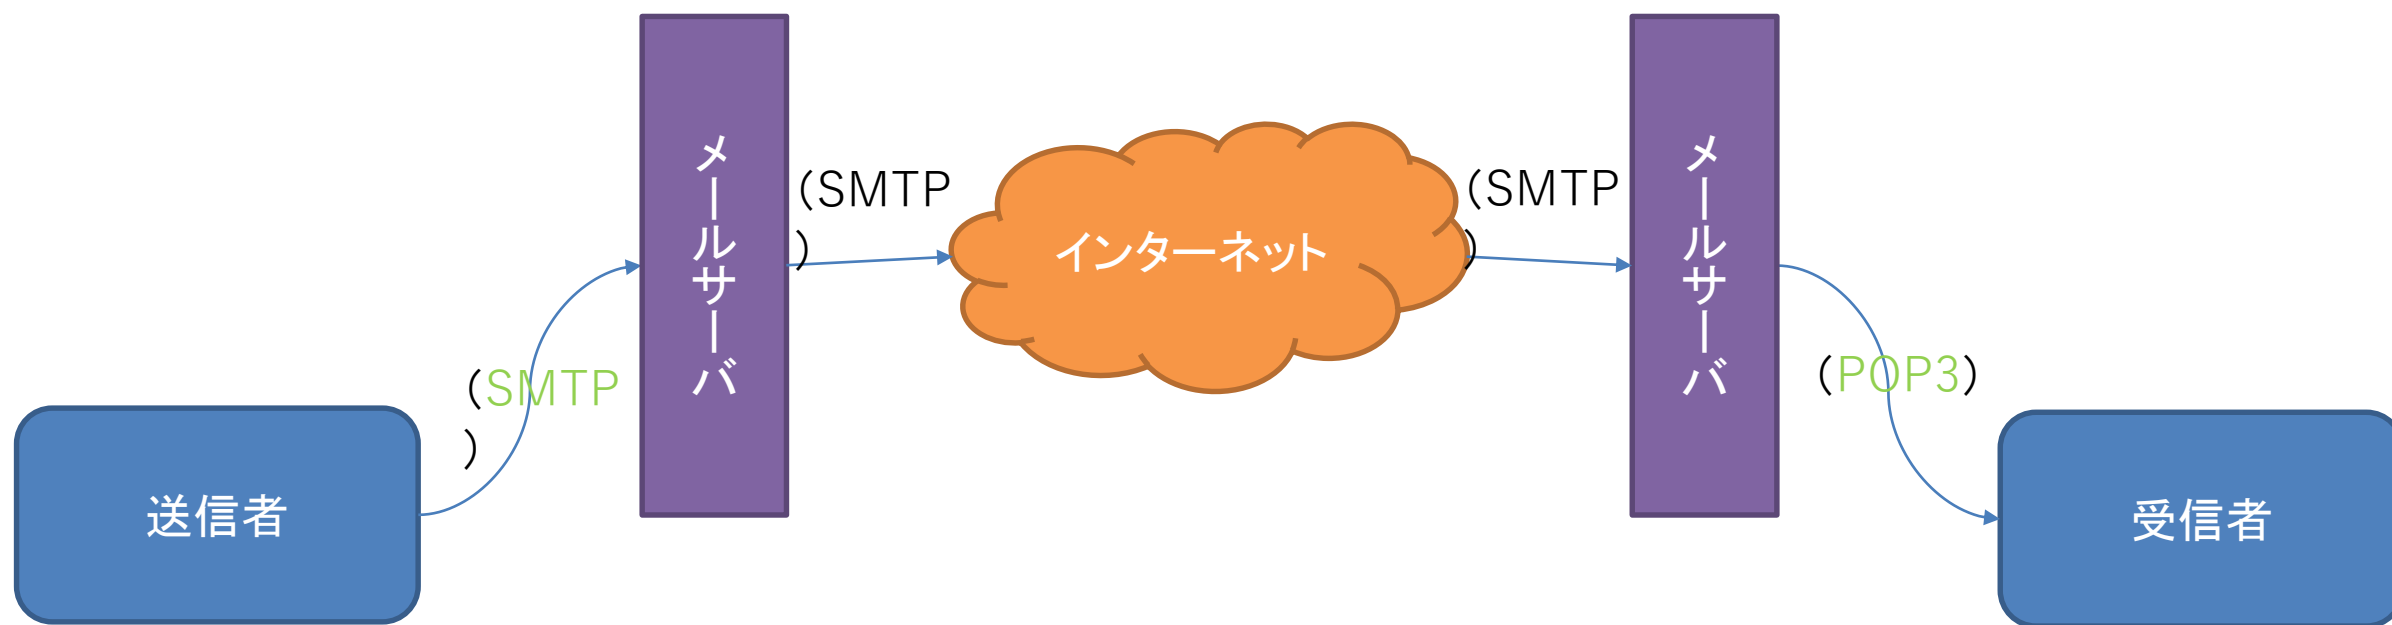 送信者
(SMTP
)
メールサーバ
(SMTP
)
インターネット
(SMTP
)
メールサーバ
(POP3)
受信者